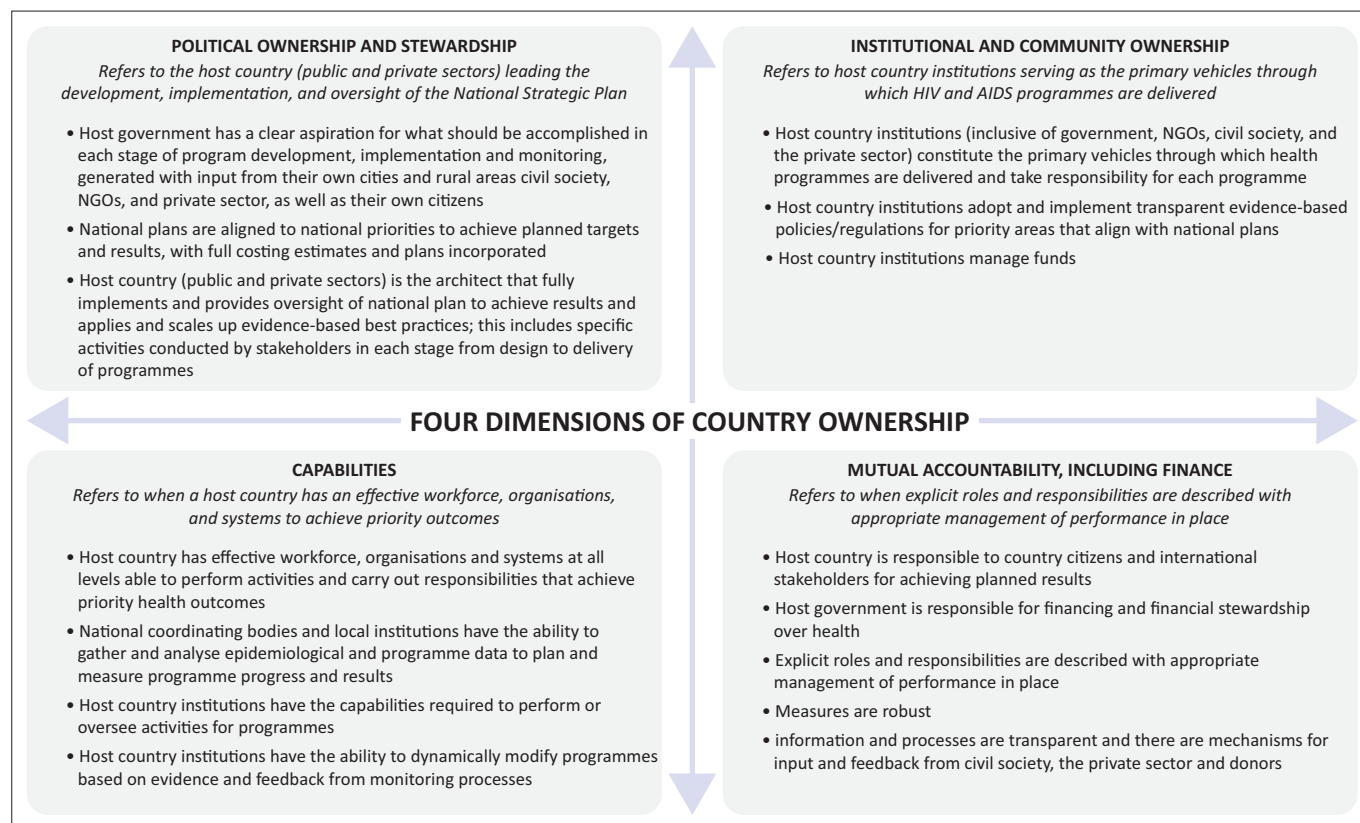 POLITICAL OWNERSHIP AND STEWARDSHIP
Refers to the host country (public and private sectors) leading the
development, implementation, and oversight of the National Strategic Plan
• Host government has a clear aspiration for what should be accomplished in
each stage of program development, implementation and monitoring,
generated with input from their own cities and rural areas civil society,
NGOs, and private sector, as well as their own citizens
• National plans are aligned to national priorities to achieve planned targets
and results, with full costing estimates and plans incorporated
• Host country (public and private sectors) is the architect that fully
implements and provides oversight of national plan to achieve results and
applies and scales up evidence-based best practices; this includes specific
activities conducted by stakeholders in each stage from design to delivery
of programmes
INSTITUTIONAL AND COMMUNITY OWNERSHIP
Refers to host country institutions serving as the primary vehicles through
which HIV and AIDS programmes are delivered
• Host country institutions (inclusive of government, NGOs, civil society, and
the private sector) constitute the primary vehicles through which health
programmes are delivered and take responsibility for each programme
• Host country institutions adopt and implement transparent evidence-based
policies/regulations for priority areas that align with national plans
• Host country institutions manage funds
FOUR DIMENSIONS OF COUNTRY OWNERSHIP
CAPABILITIES
Refers to when a host country has an effective workforce, organisations,
and systems to achieve priority outcomes
• Host country has effective workforce, organisations and systems at all
levels able to perform activities and carry out responsibilities that achieve
priority health outcomes
• National coordinating bodies and local institutions have the ability to
gather and analyse epidemiological and programme data to plan and
measure programme progress and results
• Host country institutions have the capabilities required to perform or
oversee activities for programmes
• Host country institutions have the ability to dynamically modify programmes
based on evidence and feedback from monitoring processes
MUTUAL ACCOUNTABILITY, INCLUDING FINANCE
Refers to when explicit roles and responsibilities are described with
appropriate management of performance in place
• Host country is responsible to country citizens and international
stakeholders for achieving planned results
• Host government is responsible for financing and financial stewardship
over health
• Explicit roles and responsibilities are described with appropriate
management of performance in place
• Measures are robust
• information and processes are transparent and there are mechanisms for
input and feedback from civil society, the private sector and donors